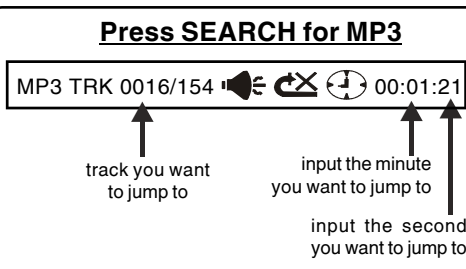 Press SEARCH for MP3
MP3 TRK 0016/154 00:01:21
track you want
to jump to
input the minute
you want to jump to
input the second
you want to jump to